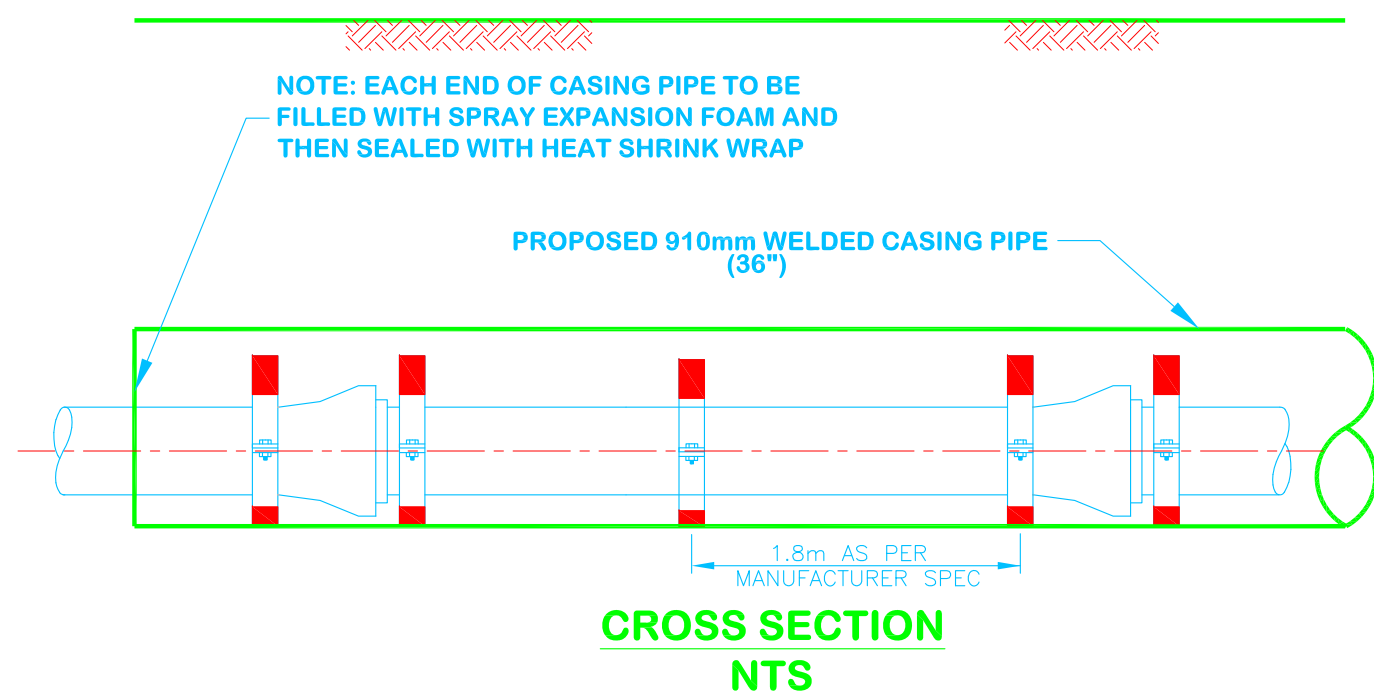 NOTE: EACH END OF CASING PIPE TO BE
FILLED WITH SPRAY EXPANSION FOAM AND
THEN SEALED WITH HEAT SHRINK WRAP
PROPOSED 910mm WELDED CASING PIPE
(36")
1.8m AS PER
MANUFACTURER SPEC
CROSS SECTION
NTS